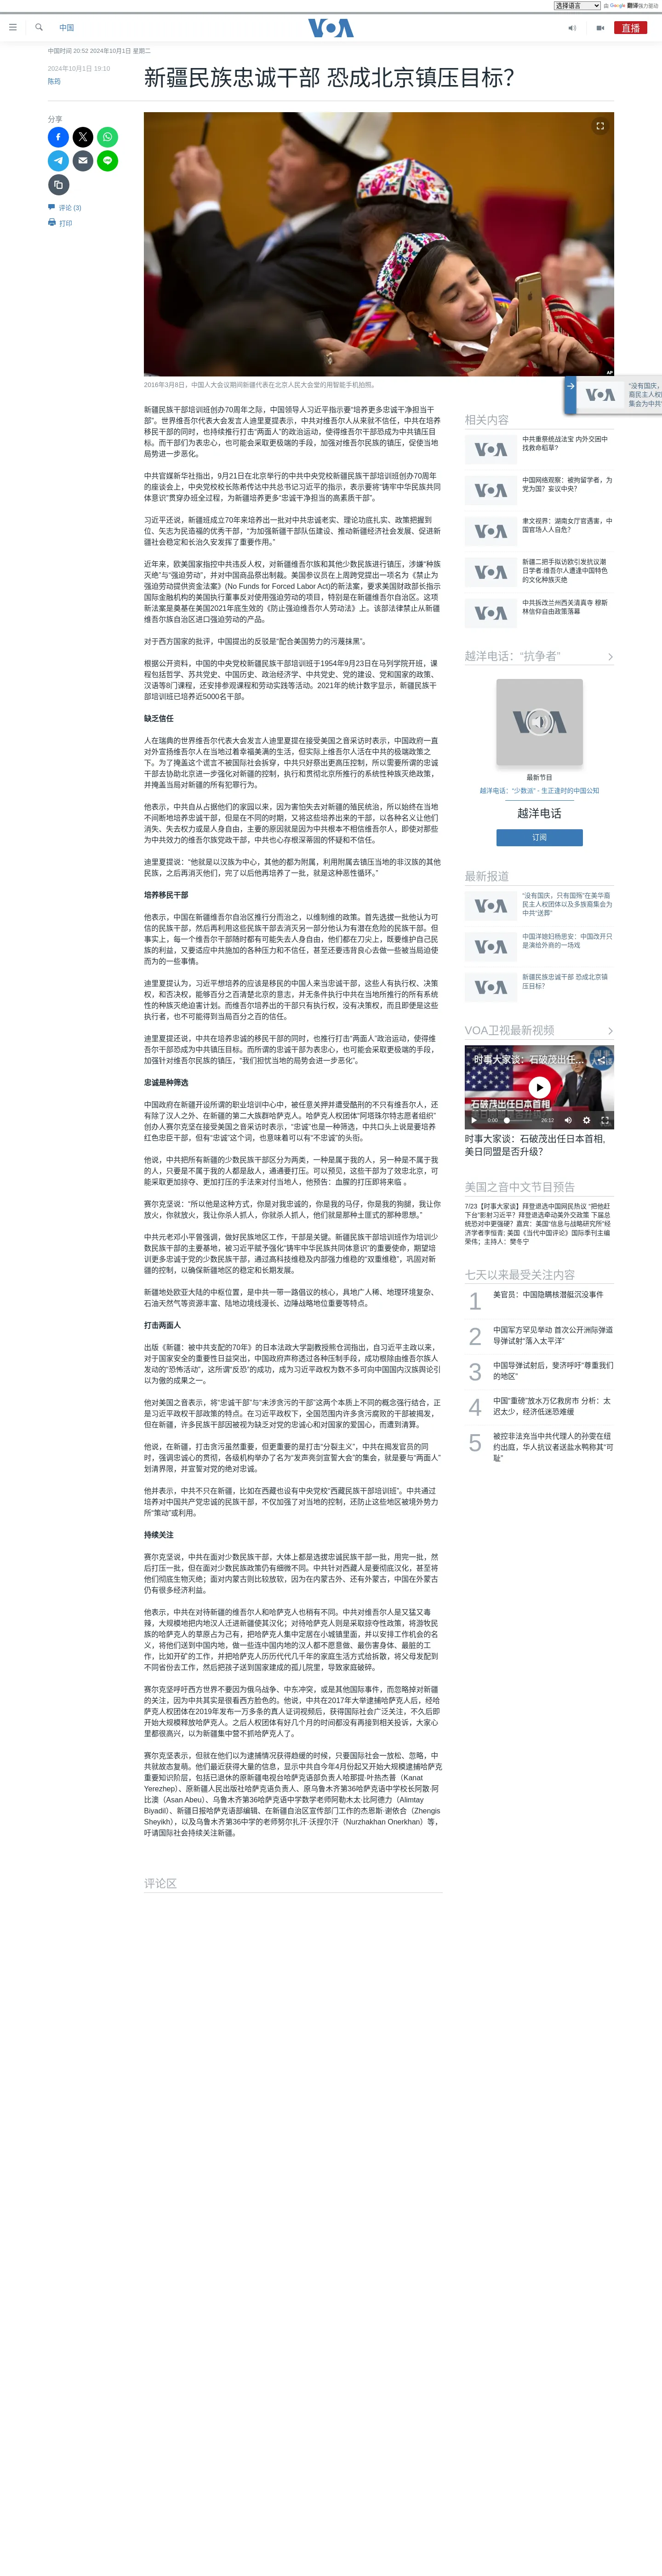 选择语言
由 Google 翻译强力驱动
中国
VOA
直播
中国时间 20:52 2024年10月1日 星期二
2024年10月1日 19:10
陈筠
新疆民族忠诚干部 恐成北京镇压目标?
分享
评论 (3)
打印
AP
2018年3月8日，中国人大会议期间新疆代表在北京人民大会堂的用智能手机拍照。
新疆民族干部培训班创办70周年之际，中国领导人习近平指示要“培养更多忠诚干净担当干
部”。世界维吾尔代表大会发言人迪里夏提表示，中共对维吾尔人从来就不信任，中共在培养
移民干部的同时，也持续推行打击“两面人”的政治运动，使得维吾尔干部恐成为中共镇压目
标。而干部们为表忠心，也可能会采取更极端的手段，加强对维吾尔民族的镇压，促使当地
局势进一步恶化。
中共官媒新华社指出，9月21日在北京举行的中共中央党校新疆民族干部培训班创办70周年
的座谈会上，中央党校校长陈希传达中共总书记习近平的指示，表示要将“铸牢中华民族共同
体意识”贯穿办班全过程，为新疆培养更多“忠诚干净担当的高素质干部”。
习近平还说，新疆班成立70年来培养出一批对中共忠诚老实、理论功底扎实、政策把握到
位、矢志为民造福的优秀干部，“为加强新疆干部队伍建设、推动新疆经济社会发展、促进新
疆社会稳定和长治久安发挥了重要作用。”
近年来，欧美国家指控中共违反人权，对新疆维吾尔族和其他少数民族进行镇压，涉嫌“种族
灭绝”与“强迫劳动”，并对中国商品祭出制裁。美国参议员在上周跨党提出一项名为《禁止为
强迫劳动提供资金法案》(No Funds for Forced Labor Act)的新法案，要求美国财政部长指示
国际金融机构的美国执行董事反对使用强迫劳动的项目，特别是在新疆维吾尔自治区。这项
新法案是奠基在美国2021年底生效的《防止强迫维吾尔人劳动法》上。该部法律禁止从新疆
维吾尔族自治区进口强迫劳动的产品。
对于西方国家的批评，中国提出的反驳是“配合美国势力的污蔑抹黑”。
根据公开资料，中国的中央党校新疆民族干部培训班于1954年9月23日在马列学院开班，课
程包括哲学、苏共党史、中国历史、政治经济学、中共党史、党的建设、党和国家的政策、
汉语等8门课程，还安排参观课程和劳动实践等活动。2021年的统计数字显示，新疆民族干
部培训班已培养近5000名干部。
缺乏信任
人在瑞典的世界维吾尔代表大会发言人迪里夏提在接受美国之音采访时表示，中国政府一直
对外宣扬维吾尔人在当地过着幸福美满的生活，但实际上维吾尔人活在中共的极端政策之
下。为了掩盖这个谎言不被国际社会拆穿，中共只好祭出更高压控制，所以需要所谓的忠诚
干部去协助北京进一步强化对新疆的控制，执行和贯彻北京所推行的系统性种族灭绝政策，
并掩盖当局对新疆的所有犯罪行为。
他表示，中共自从占据他们的家园以来，因为害怕失去对新疆的殖民统治，所以始终在当地
不间断地培养忠诚干部，但是在不同的时期，又将这些培养出来的干部，以各种名义让他们
消失、失去权力或是人身自由，主要的原因就是因为中共根本不相信维吾尔人，即使对那些
为中共效力的维吾尔族党政干部，中共也心存根深蒂固的怀疑和不信任。
迪里夏提说：“他就是以汉族为中心，其他的都为附属，利用附属去镇压当地的非汉族的其他
民族，之后再消灭他们，完了以后他再培养了一批，就是这种恶性循环。”
培养移民干部
他表示，中国在新疆维吾尔自治区推行分而治之，以维制维的政策。首先选拔一批他认为可
信的民族干部，然后再利用这些民族干部去消灭另一部分他认为有潜在危险的民族干部。但
事实上，每一个维吾尔干部随时都有可能失去人身自由，他们都在刀尖上，既要维护自己民
族的利益，又要适应中共施加的各种压力和不信任，甚至还要违背良心去做一些被当局迫使
而为的一些事情。
迪里夏提认为，习近平想培养的应该是移民的中国人来当忠诚干部，这些人有执行权、决策
权，和否决权，能够百分之百清楚北京的意志，并无条件执行中共在当地所推行的所有系统
性的种族灭绝迫害计划。而维吾尔培养出的干部只有执行权，没有决策权，而且即便是这些
执行者，也不可能得到当局百分之百的信任。
迪里夏提还说，中共在培养忠诚的移民干部的同时，也推行打击“两面人”政治运动，使得维
吾尔干部恐成为中共镇压目标。而所谓的忠诚干部为表忠心，也可能会采取更极端的手段，
加强针对维吾尔民族的镇压，“我们担忧当地的局势会进一步恶化”。
忠诚是种筛选
中国政府在新疆开设所谓的职业培训中心中，被任意关押并遭受酷刑的不只有维吾尔人，还
有除了汉人之外、在新疆的第二大族群哈萨克人。哈萨克人权团体“阿塔珠尔特志愿者组织”
创办人赛尔克坚在接受美国之音采访时表示，“忠诚”也是一种筛选，中共口头上说是要培养
红色忠臣干部，但有“忠诚”这个词，也意味着可以有“不忠诚”的头衔。
他说，中共把所有新疆的少数民族干部区分为两类，一种是属于我的人，另一种是不属于我
的人，只要是不属于我的人都是敌人，通通要打压。可以预见，这些干部为了效忠北京，可
能采取更加掠夺、更加打压的手法来对付当地人，他预告：血腥的打压即将来临 。
赛尔克坚说：“所以他是这种方式，你是对我忠诚的，你是我的马仔，你是我的狗腿，我让你
放火，你就放火，我让你杀人抓人，你就杀人抓人，他们就是那种土匪式的那种思想。”
中共元老邓小平曾强调，做好民族地区工作，干部是关键。新疆民族干部培训班作为培训少
数民族干部的主要基地，被习近平赋予强化“铸牢中华民族共同体意识”的重要使命，期望培
训更多忠诚于党的少数民族干部，通过高科技维稳及协力强力维稳的“双重维稳”，巩固对新
疆的控制，以确保新疆地区的稳定和长期发展。
新疆地处欧亚大陆的中枢位置，是中共一带一路倡议的核心，具地广人稀、地理环境复杂、
石油天然气等资源丰富、陆地边境线漫长、边陲战略地位重要等特点。
打击两面人
出版《新疆：被中共支配的70年》的日本法政大学副教授熊仓润指出，自习近平主政以来，
对于国家安全的重要性日益突出，中国政府声称透过各种压制手段，成功根除由维吾尔族人
发动的“恐怖活动”，这所谓“反恐”的成功，成为习近平政权为数不多可向中国国内汉族舆论引
以为傲的成果之一。
他对美国之音表示，将“忠诚干部”与“未涉贪污的干部”这两个本质上不同的概念强行结合，正
是习近平政权干部政策的特点。在习近平政权下，全国范围内许多贪污腐败的干部被揭发，
但在新疆，许多民族干部因被视为缺乏对党的忠诚心和对国家的爱国心，而遭到清算。
他说，在新疆，打击贪污虽然重要，但更重要的是打击“分裂主义”，中共在揭发官员的同
时，强调忠诚心的贯彻，各级机构举办了名为“发声亮剑宣誓大会”的集会，就是要与“两面人”
划清界限，并宣誓对党的绝对忠诚。
他并表示，中共不只在新疆，比如在西藏也设有中央党校“西藏民族干部培训班”。中共通过
培养对中国共产党忠诚的民族干部，不仅加强了对当地的控制，还防止这些地区被境外势力
所“策动”或利用。
持续关注
赛尔克坚说，中共在面对少数民族干部，大体上都是选拔忠诚民族干部一批，用完一批，然
后打压一批，但在面对少数民族政策仍有细微不同。中共针对西藏人是要彻底汉化，甚至将
他们彻底生物灭绝；面对内蒙古则比较放软，因为在内蒙古外、还有外蒙古，中国在外蒙古
仍有很多经济利益。
他表示，中共在对待新疆的维吾尔人和哈萨克人也稍有不同。中共对维吾尔人是又猛又毒
辣，大规模地把内地汉人迁进新疆使其汉化；对待哈萨克人则是采取掠夺性政策，将游牧民
族的哈萨克人的草原占为己有，把哈萨克人集中定居在小城镇里面，并以安排工作机会的名
义，将他们送到中国内地，做一些连中国内地的汉人都不愿意做、最伤害身体、最脏的工
作，比如开矿的工作，并把哈萨克人历历代代几千年的家庭生活方式给拆散，将父母发配到
不同省份去工作，然后把孩子送到国家建成的孤儿院里，导致家庭破碎。
赛尔克坚呼吁西方世界不要因为俄乌战争、中东冲突，或是其他国际事件，而忽略掉对新疆
的关注，因为中共其实是很看西方脸色的。他说，中共在2017年大举逮捕哈萨克人后，经哈
萨克人权团体在2019年发布一万多条的真人证词视频后，获得国际社会广泛关注，不久后即
开始大规模释放哈萨克人。之后人权团体有好几个月的时间都没有再接到相关投诉，大家心
里都很高兴，以为新疆集中营不抓哈萨克人了。
赛尔克坚表示，但就在他们以为逮捕情况获得趋缓的时候，只要国际社会一放松、忽略，中
共就故态复萌。他们最近获得大量的信息，显示中共自今年4月份起又开始大规模逮捕哈萨克
重要知识阶层，包括已退休的原新疆电视台哈萨克语部负责人哈那提·叶热杰普（Kanat
Yerezhep）、原新疆人民出版社哈萨克语负责人、原乌鲁木齐第36哈萨克语中学校长阿散·阿
比澳（Asan Abeu）、乌鲁木齐第36哈萨克语中学数学老师阿勒木太·比阿德力（Alimtay
Biyadil）、新疆日报哈萨克语部编辑、在新疆自治区宣传部门工作的杰恩斯·谢依合（Zhengis
Sheyikh），以及乌鲁木齐第36中学的老师努尔扎汗·沃捏尔汗（Nurzhakhan Onerkhan）等，
吁请国际社会持续关注新疆。
评论区
“没有国庆，
裔民主人权
集会为中共“
相关内容
中共重祭统战法宝 内外交困中
找救命稻草?
中国网络观察：被拘留学者，为
党为国？妄议中央?
聿文视界：湖南女厅官遇害，中
国官场人人自危？
新疆二把手拟访欧引发抗议潮
日学者:维吾尔人遭逢中国特色
的文化种族灭绝
中共拆改兰州西关清真寺 穆斯
林信仰自由政策落幕
越洋电话：“抗争者”
最新节目
越洋电话：“少数派” - 生正逢时的中国公知
越洋电话
订阅
最新报道
“没有国庆，只有国殇”在美华裔
民主人权团体以及多族裔集会为
中共“送葬”
中国洋媳妇杨恩安：中国改开只
是演给外商的一场戏
新疆民族忠诚干部 恐成北京镇
压目标?
VOA卫视最新视频
时事大家谈：石破茂出任…
石破茂出任日本首相
0:00
26:12
时事大家谈：石破茂出任日本首相,
美日同盟是否升级?
美国之音中文节目预告
7/23【时事大家谈】拜登退选中国网民热议 “把他赶
下台”影射习近平？拜登退选牵动美外交政策 下届总
统恐对中更强硬？嘉宾：美国“信息与战略研究所”经
济学者李恒青; 美国《当代中国评论》国际季刊主编
荣伟；主持人：樊冬宁
七天以来最受关注内容
1 美官员：中国隐瞒核潜艇沉没事件
2 中国军方罕见举动 首次公开洲际弹道
导弹试射“落入太平洋”
3 中国导弹试射后，斐济呼吁“尊重我们
的地区”
4 中国“重磅”放水万亿救房市 分析：太
迟太少，经济低迷恐难缓
5 被控非法充当中共代理人的孙雯在纽
约出庭，华人抗议者送盐水鸭称其“可
耻”